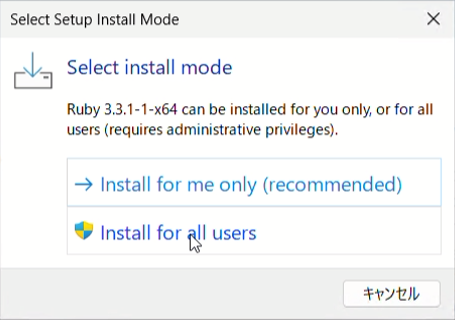 Select Setup Install Mode
Select install mode
Ruby 3.3.1-1-x64 can be installed for you only, or for all
users (requires administrative privileges).
Install for me only (recommended)
Install for all users
キャンセル